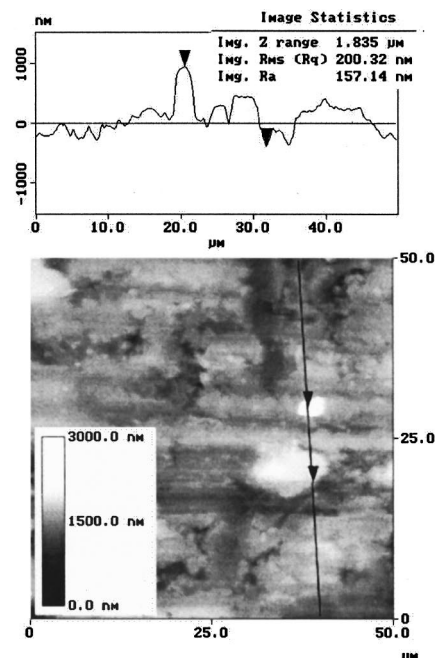 Image Statistics
nm
Img. Z range 1.835 µm
Img. Rms (Rq) 200.32 nm
Img. Ra 157.14 nm
1000
0
-1000
0 10.0 20.0 30.0 40.0
µm
50.0
25.0
0
3000.0 nm
1500.0 nm
0.0 nm
0 25.0 50.0
µm